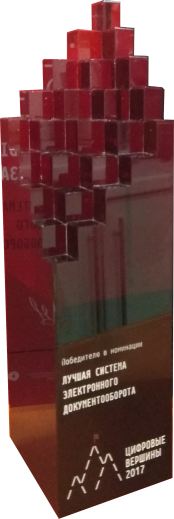 Победителю в номинации
ЛУЧШАЯ СИСТЕМА
ЭЛЕКТРОННОГО
ДОКУМЕНТООБОРОТА
ЦИФРОВЫЕ
ВЕРШИНЫ
2017